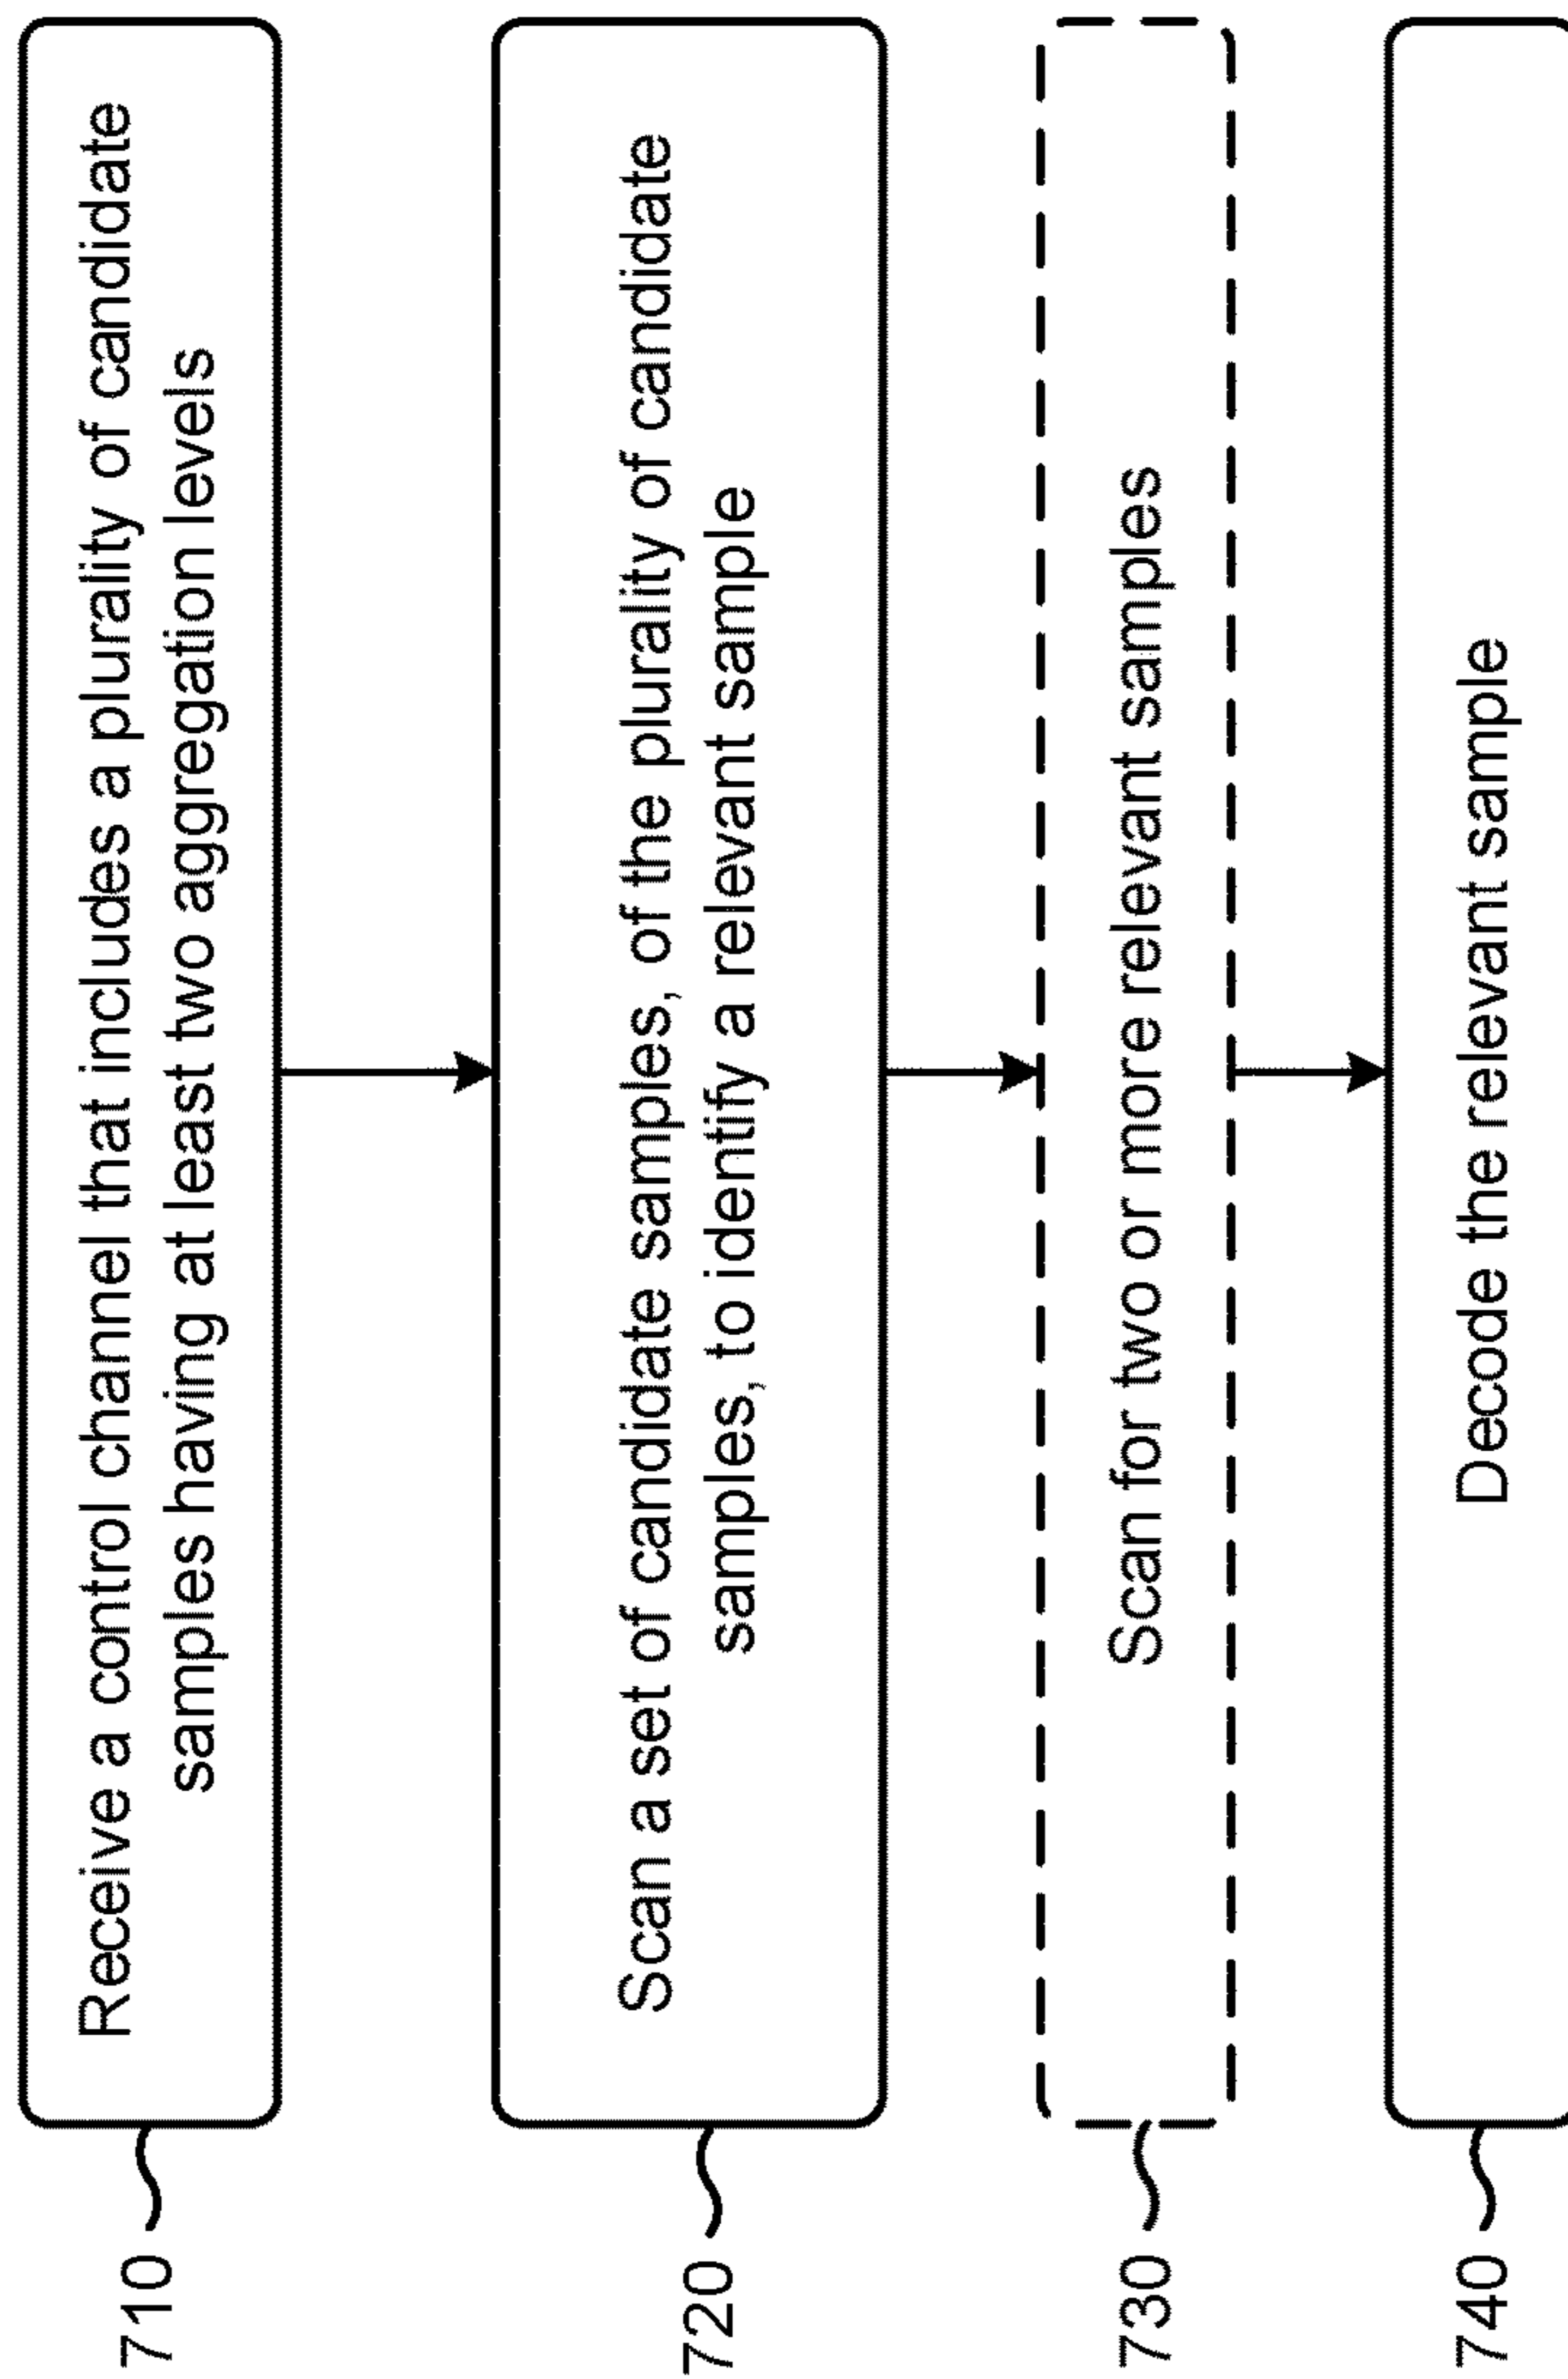 710
Receive a control channel that includes a plurality of candidate
samples having at least two aggregation levels
720
Scan a set of candidate samples, of the plurality of candidate
samples, to identify a relevant sample
730
Scan for two or more relevant samples
740
Decode the relevant sample